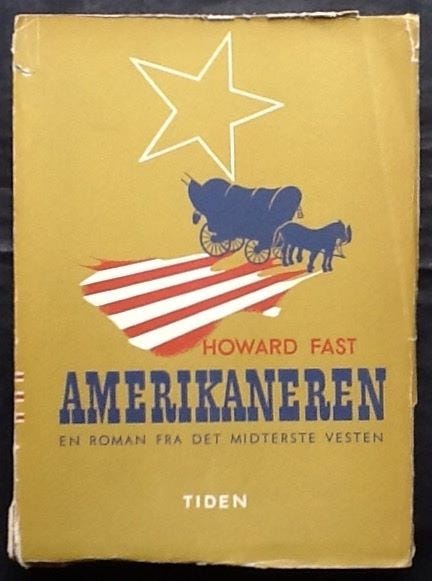 HOWARD FAST
AMERIKANEREN
EN ROMAN FRA DET MIDTERSTE VESTEN
TIDEN